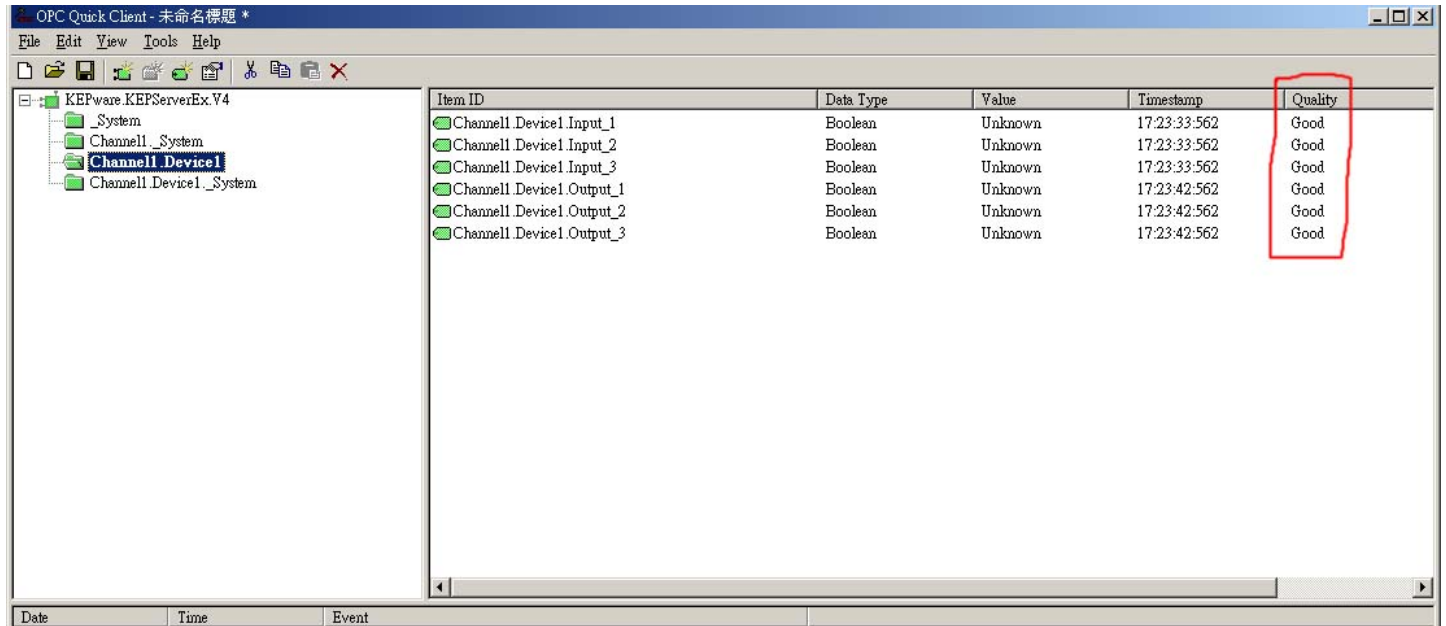 OPC Quick Client - 未命名標題 *
File Edit View Tools Help
KEPware.KEPServerEx.V4
_System
Channel1._System
Channel1.Device1
Channel1.Device1._System
Item ID Data Type Value Timestamp Quality
Channel1.Device1.Input_1 Boolean Unknown 17:23:33:562 Good
Channel1.Device1.Input_2 Boolean Unknown 17:23:33:562 Good
Channel1.Device1.Input_3 Boolean Unknown 17:23:33:562 Good
Channel1.Device1.Output_1 Boolean Unknown 17:23:42:562 Good
Channel1.Device1.Output_2 Boolean Unknown 17:23:42:562 Good
Channel1.Device1.Output_3 Boolean Unknown 17:23:42:562 Good
Date Time Event